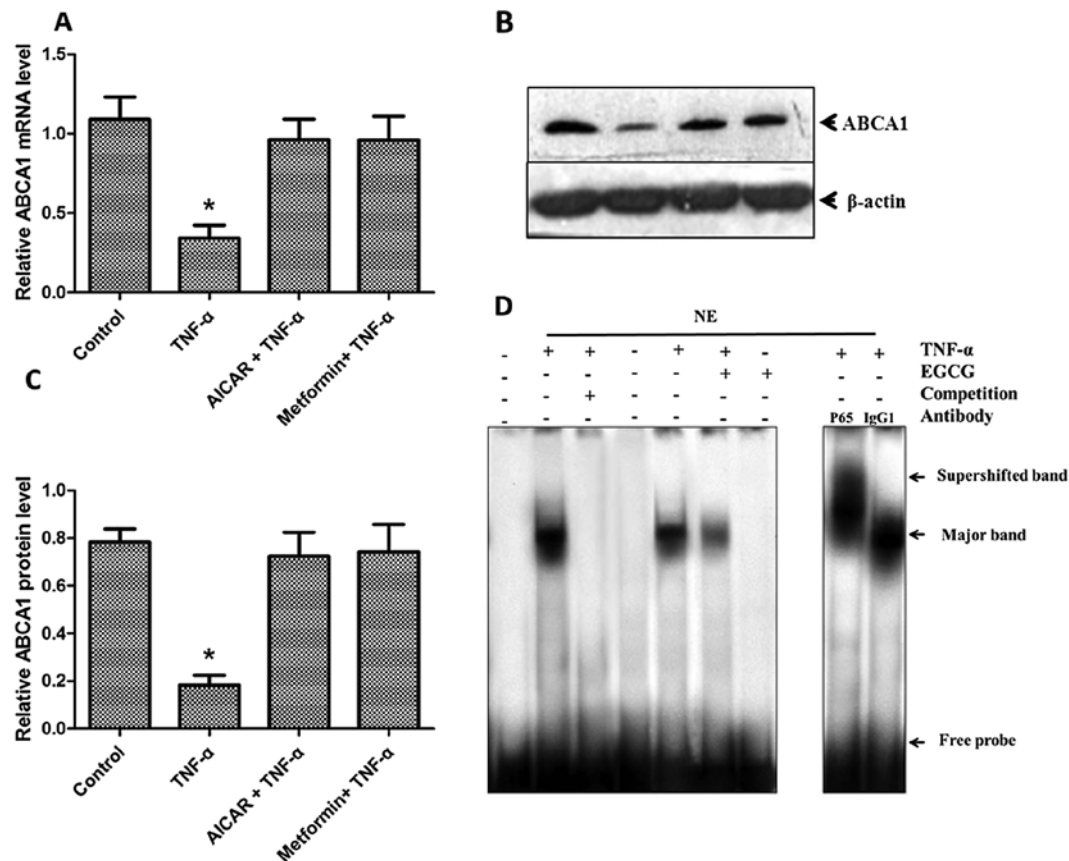 A
Relative ABCA1 mRNA level
1.5
1.0
0.5
0.0
*
Control
TNF-α
AICAR + TNF-α
Metformin+ TNF-α
B
ABCA1
β-actin
C
Relative ABCA1 protein level
1.0
0.8
0.6
0.4
0.2
0.0
*
Control
TNF-α
AICAR + TNF-α
Metformin+ TNF-α
D
NE
- + + - + + - + + TNF-α
- - - - - + + - - EGCG
- - + - - - - - - Competition
- - - - - - - P65 IgG1 Antibody
Supershifted band
Major band
Free probe